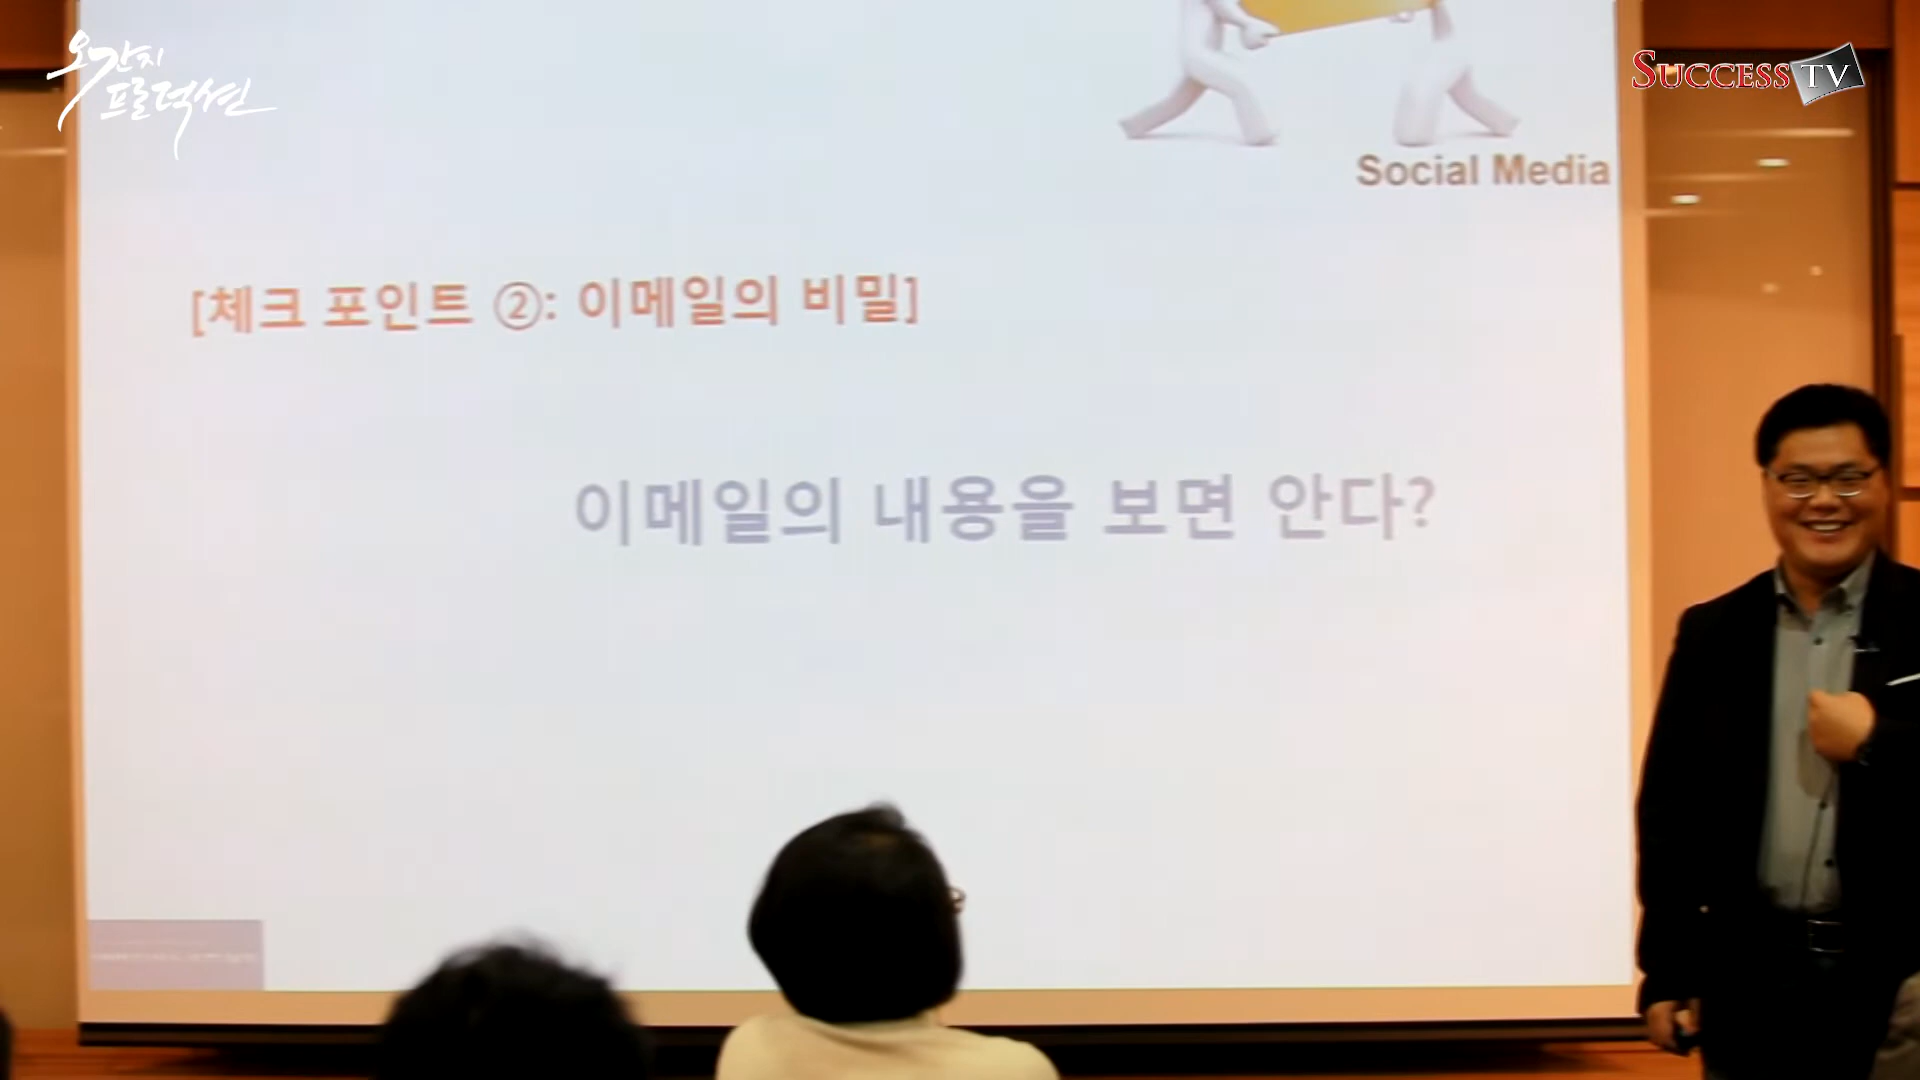 오간지
프로덕션
SUCCESS TV
Social Media
[체크 포인트 ②: 이메일의 비밀]
이메일의 내용을 보면 안다?